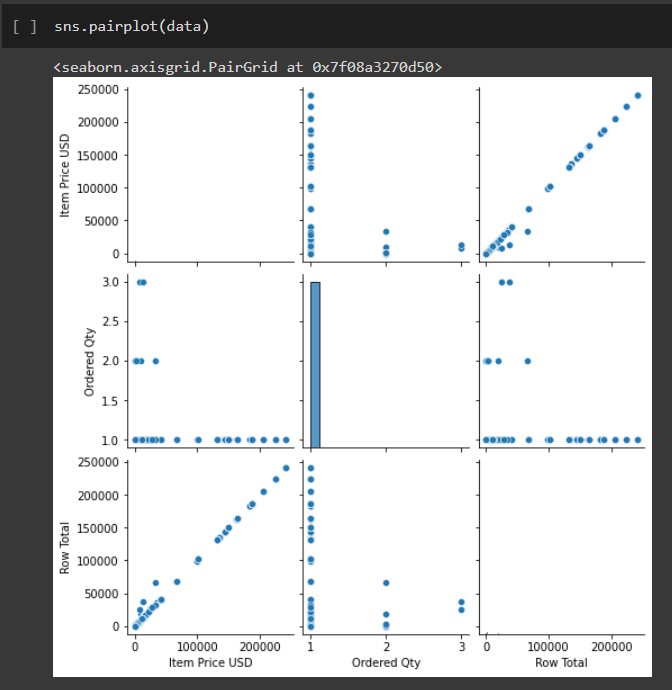 [ ] sns.pairplot(data)
<seaborn.axisgrid.PairGrid at 0x7f08a3270d50>
250000
200000
150000
100000
50000
0
Item Price USD
3.0
2.5
2.0
1.5
1.0
Ordered Qty
250000
200000
150000
100000
50000
0
Row Total
0 100000 200000
1 2 3
0 100000 200000
Item Price USD Ordered Qty Row Total